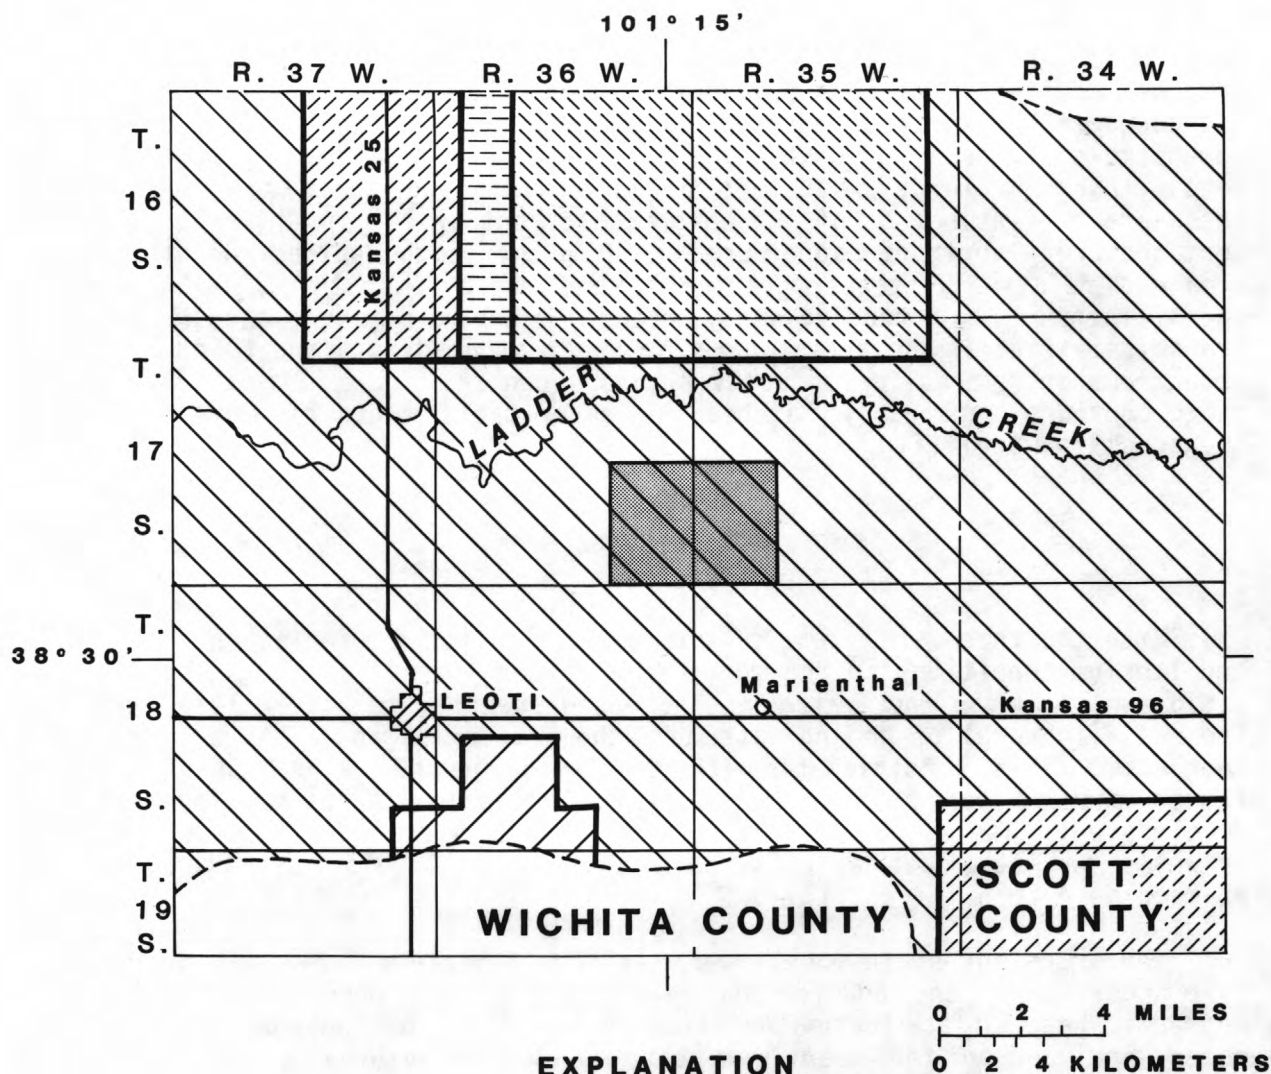 101° 15'
R. 37 W. R. 36 W. R. 35 W. R. 34 W.
T.
16
S.
Kansas 25
T.
17
S.
LADDER CREEK
T.
38° 30'
18
S.
LEOTI
Marienthal
Kansas 96
T.
19
S.
WICHITA COUNTY
SCOTT
COUNTY
0 2 4 MILES
0 2 4 KILOMETERS
EXPLANATION